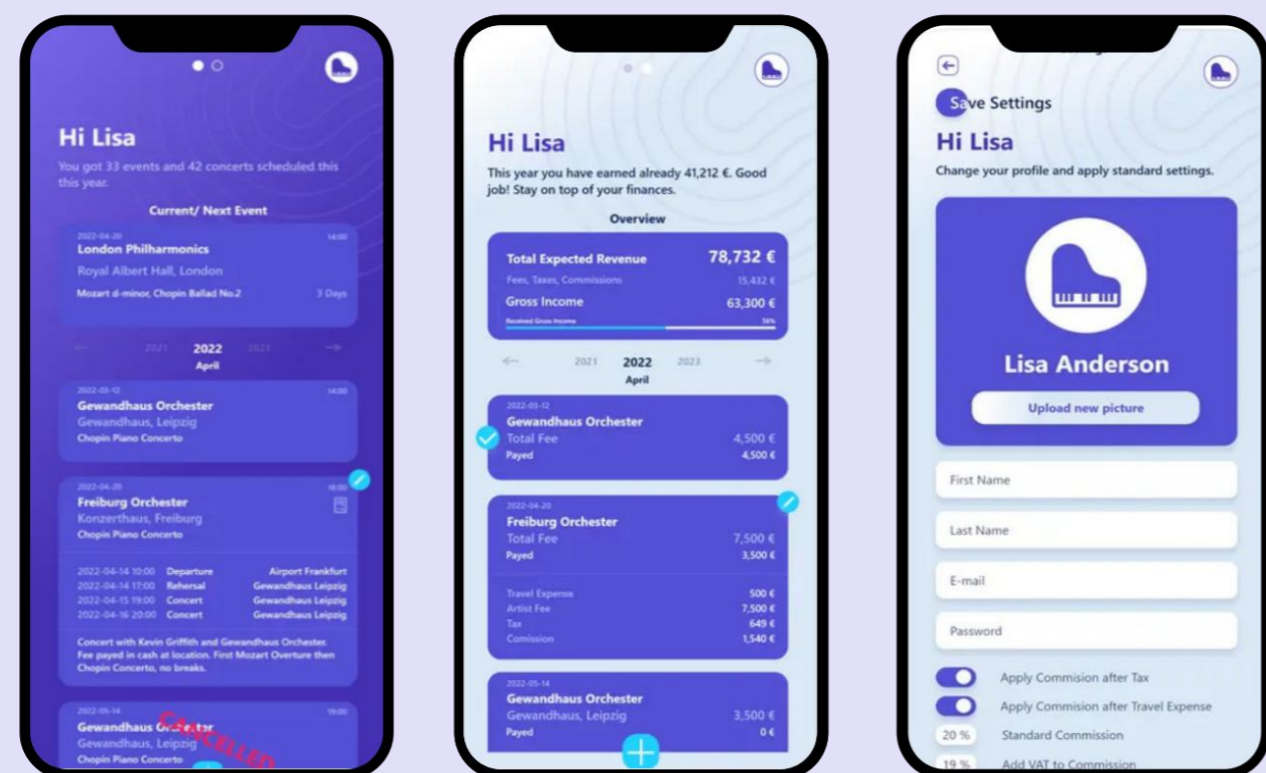 Hi Lisa
You got 33 events and 42 concerts scheduled this
this year.
Current/ Next Event
2022-04-20 14:00
London Philharmonics
Royal Albert Hall, London
Mozart d-minor, Chopin Ballad No.2 3 Days
2021 2022 2023
April
2022-03-12 14:00
Gewandhaus Orchester
Gewandhaus, Leipzig
Chopin Piano Concerto
2022-04-20
Freiburg Orchester
Konzerthaus, Freiburg
Chopin Piano Concerto
2022-04-14 10:00 Departure Airport Frankfurt
2022-04-14 17:00 Rehersal Gewandhaus Leipzig
2022-04-15 19:00 Concert Gewandhaus Leipzig
2022-04-16 20:00 Concert Gewandhaus Leipzig
Concert with Kevin Griffith and Gewandhaus Orchester.
Fee payed in cash at location. First Mozart Overture then
Chopin Concerto, no breaks.
2022-05-14 19:00
Gewandhaus
CANCELLED
Gewandhaus, Leipzig
Chopin Piano Concerto
Hi Lisa
This year you have earned already 41,212 €. Good
job! Stay on top of your finances.
Overview
Total Expected Revenue 78,732 €
Fees, Taxes, Commissions 15,432 €
Gross Income 63,300 €
Received Gross Income
2021 2022 2023
April
2022-03-12
Gewandhaus Orchester
Total Fee 4,500 €
Payed 4,500 €
2022-04-20
Freiburg Orchester
Total Fee 7,500 €
Payed 3,500 €
Travel Expense 500 €
Artist Fee 7,500 €
Tax 649 €
Comission 1,540 €
2022-05-14
Gewandhaus Orchester
Gewandhaus, Leipzig 3,500 €
Payed 0 €
Save Settings
Hi Lisa
Change your profile and apply standard settings.
Lisa Anderson
Upload new picture
First Name
Last Name
E-mail
Password
Apply Commision after Tax
Apply Commision after Travel Expense
20 % Standard Commission
19 % Add VAT to Commission